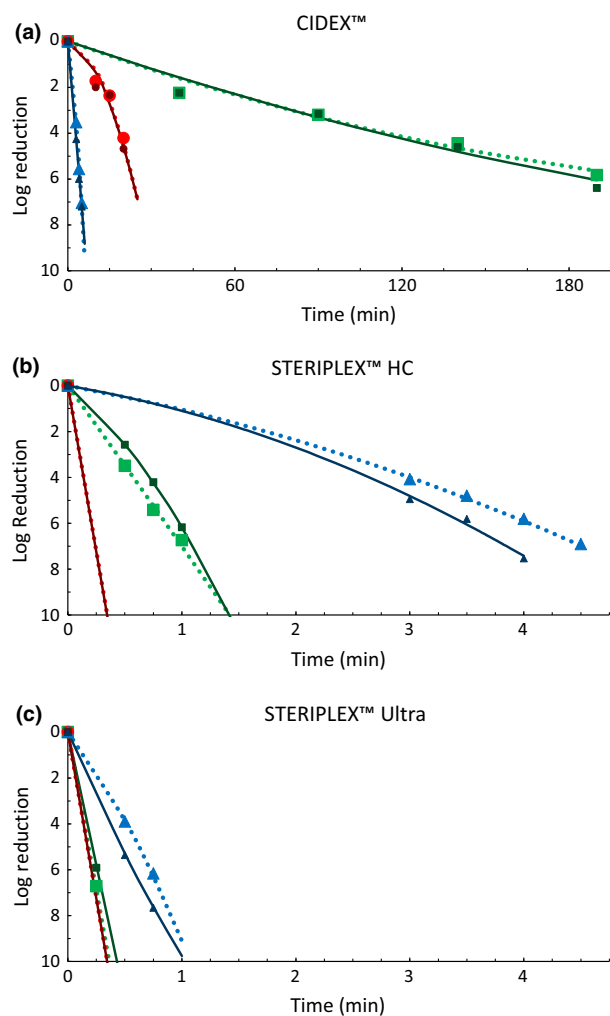 (a) CIDEX™
0
2
4
6
8
10
Log reduction
0 60 120 180
Time (min)
(b) STERIPLEX™ HC
0
2
4
6
8
10
Log Reduction
0 1 2 3 4
Time (min)
(c) STERIPLEX™ Ultra
0
2
4
6
8
10
Log reduction
0 1 2 3 4
Time (min)